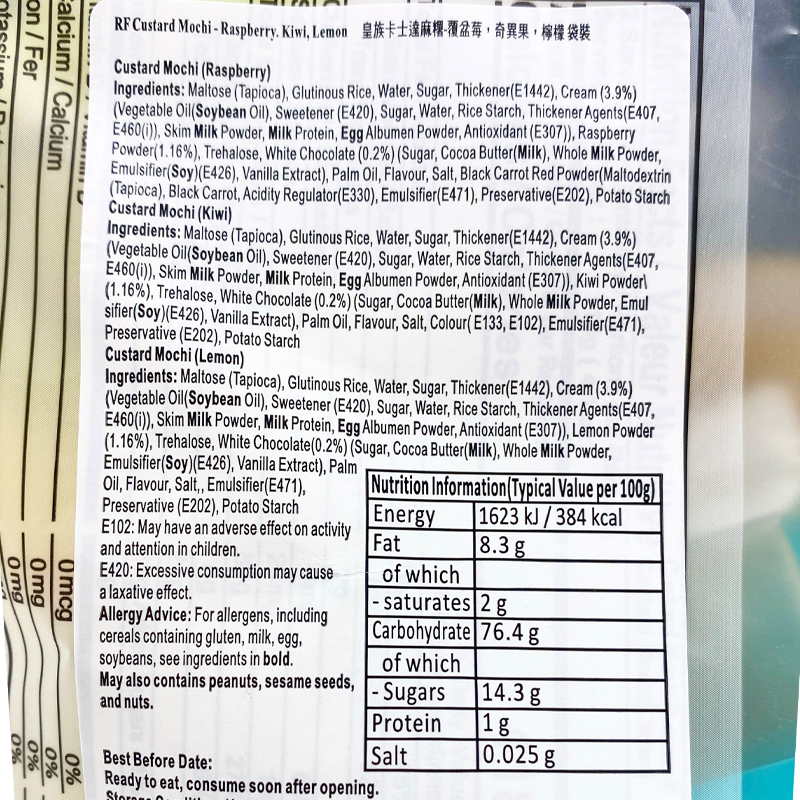 RF Custard Mochi - Raspberry. Kiwi, Lemon 皇族卡士達麻糬-覆盆莓，奇異果，檸檬 袋裝
Custard Mochi (Raspberry)
Ingredients: Maltose (Tapioca), Glutinous Rice, Water, Sugar, Thickener(E1442), Cream (3.9%)
(Vegetable Oil(Soybean Oil), Sweetener (E420), Sugar, Water, Rice Starch, Thickener Agents(E407,
E460(i)), Skim Milk Powder, Milk Protein, Egg Albumen Powder, Antioxidant (E307)), Raspberry
Powder(1.16%), Trehalose, White Chocolate (0.2%) (Sugar, Cocoa Butter(Milk), Whole Milk Powder,
Emulsifier(Soy)(E426), Vanilla Extract), Palm Oil, Flavour, Salt, Black Carrot Red Powder(Maltodextrin
(Tapioca), Black Carrot, Acidity Regulator(E330), Emulsifier(E471), Preservative(E202), Potato Starch
Custard Mochi (Kiwi)
Ingredients: Maltose (Tapioca), Glutinous Rice, Water, Sugar, Thickener(E1442), Cream (3.9%)
(Vegetable Oil(Soybean Oil), Sweetener (E420), Sugar, Water, Rice Starch, Thickener Agents(E407,
E460(i)), Skim Milk Powder, Milk Protein, Egg Albumen Powder, Antioxidant (E307)), Kiwi Powder\
(1.16%), Trehalose, White Chocolate (0.2%) (Sugar, Cocoa Butter(Milk), Whole Milk Powder, Emul
sifier(Soy)(E426), Vanilla Extract), Palm Oil, Flavour, Salt, Colour( E133, E102), Emulsifier(E471),
Preservative (E202), Potato Starch
Custard Mochi (Lemon)
Ingredients: Maltose (Tapioca), Glutinous Rice, Water, Sugar, Thickener(E1442), Cream (3.9%)
(Vegetable Oil(Soybean Oil), Sweetener (E420), Sugar, Water, Rice Starch, Thickener Agents(E407,
E460(i)), Skim Milk Powder, Milk Protein, Egg Albumen Powder, Antioxidant (E307)), Lemon Powder
(1.16%), Trehalose, White Chocolate(0.2%) (Sugar, Cocoa Butter(Milk), Whole Milk Powder,
Emulsifier(Soy)(E426), Vanilla Extract), Palm
Oil, Flavour, Salt,, Emulsifier(E471),
Preservative (E202), Potato Starch
E102: May have an adverse effect on activity
and attention in children.
E420: Excessive consumption may cause
a laxative effect.
Allergy Advice: For allergens, including
cereals containing gluten, milk, egg,
soybeans, see ingredients in bold.
May also contains peanuts, sesame seeds,
and nuts.
Nutrition Information(Typical Value per 100g)
Energy 1623 kJ / 384 kcal
Fat 8.3 g
of which
- saturates 2 g
Carbohydrate 76.4 g
of which
- Sugars 14.3 g
Protein 1 g
Salt 0.025 g
Best Before Date:
Ready to eat, consume soon after opening.
alcium / Calcium 0 mcg 0%
on / Fer 0 mg 0%
0 mg 0%